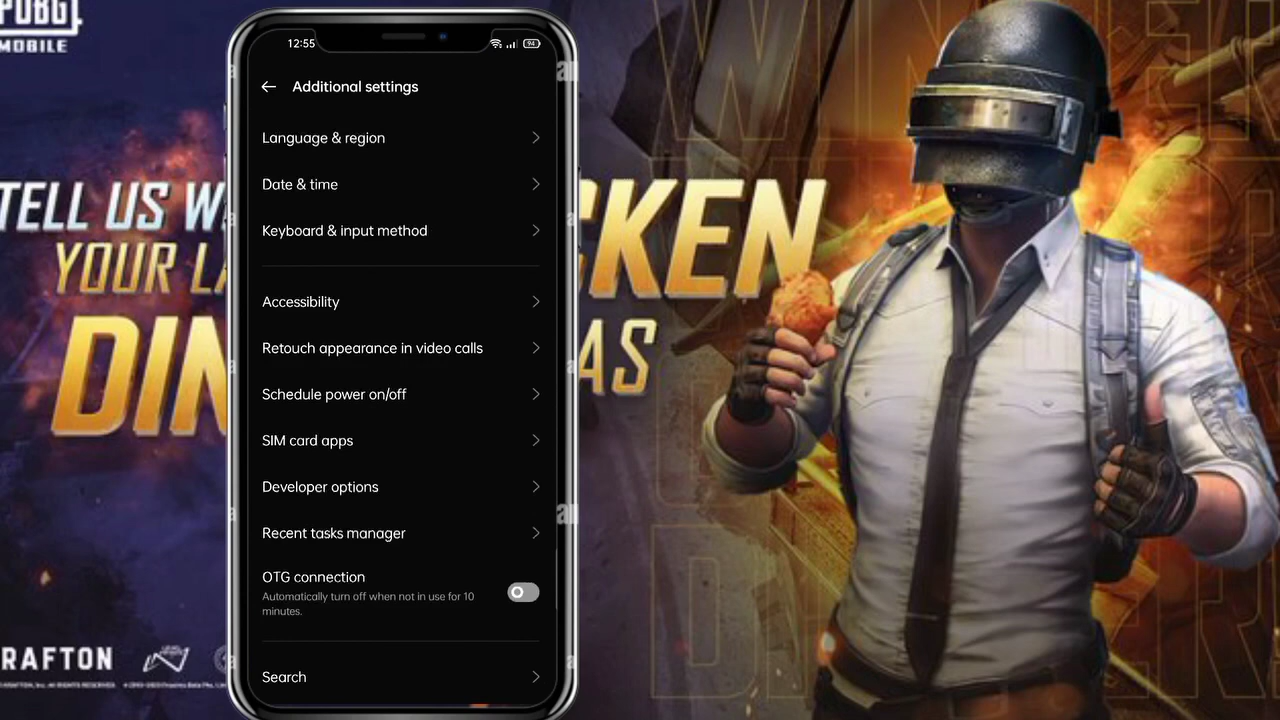 PUBG
MOBILE
TELL US W
YOUR LA
DIN
CKEN
AS
RAFTON
12:55
94
Additional settings
Language & region
Date & time
Keyboard & input method
Accessibility
Retouch appearance in video calls
Schedule power on/off
SIM card apps
Developer options
Recent tasks manager
OTG connection
Automatically turn off when not in use for 10
minutes.
Search